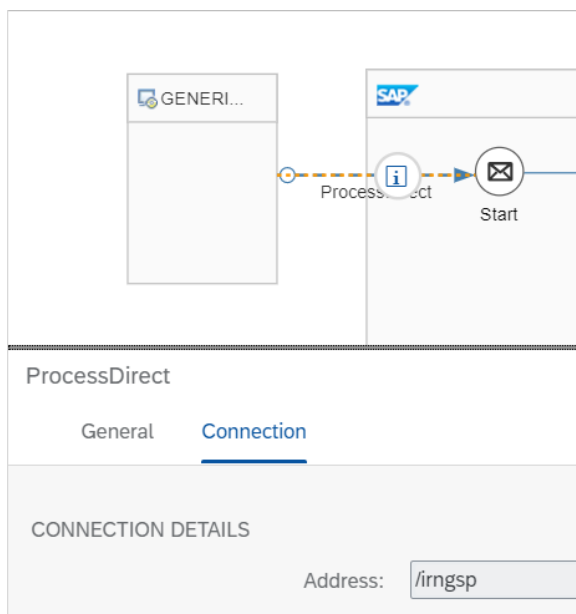 GENERI...
SAP
i
ProcessDirect
Start
ProcessDirect
General Connection
CONNECTION DETAILS
Address: /irngsp